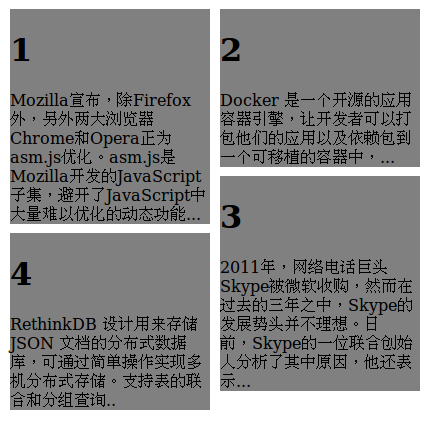 1
Mozilla宣布，除Firefox
外，另外两大浏览器
Chrome和Opera正为
asm.js优化。asm.js是
Mozilla开发的JavaScript
子集，避开了JavaScript中
大量难以优化的动态功能...
2
Docker 是一个开源的应用
容器引擎，让开发者可以打
包他们的应用以及依赖包到
一个可移植的容器中，...
3
2011年，网络电话巨头
Skype被微软收购，然而在
过去的三年之中，Skype的
发展势头并不理想。日
前，Skype的一位联合创始
人分析了其中原因，他还表
示...
4
RethinkDB 设计用来存储
JSON 文档的分布式数据
库，可通过简单操作实现多
机分布式存储。支持表的联
合和分组查询..